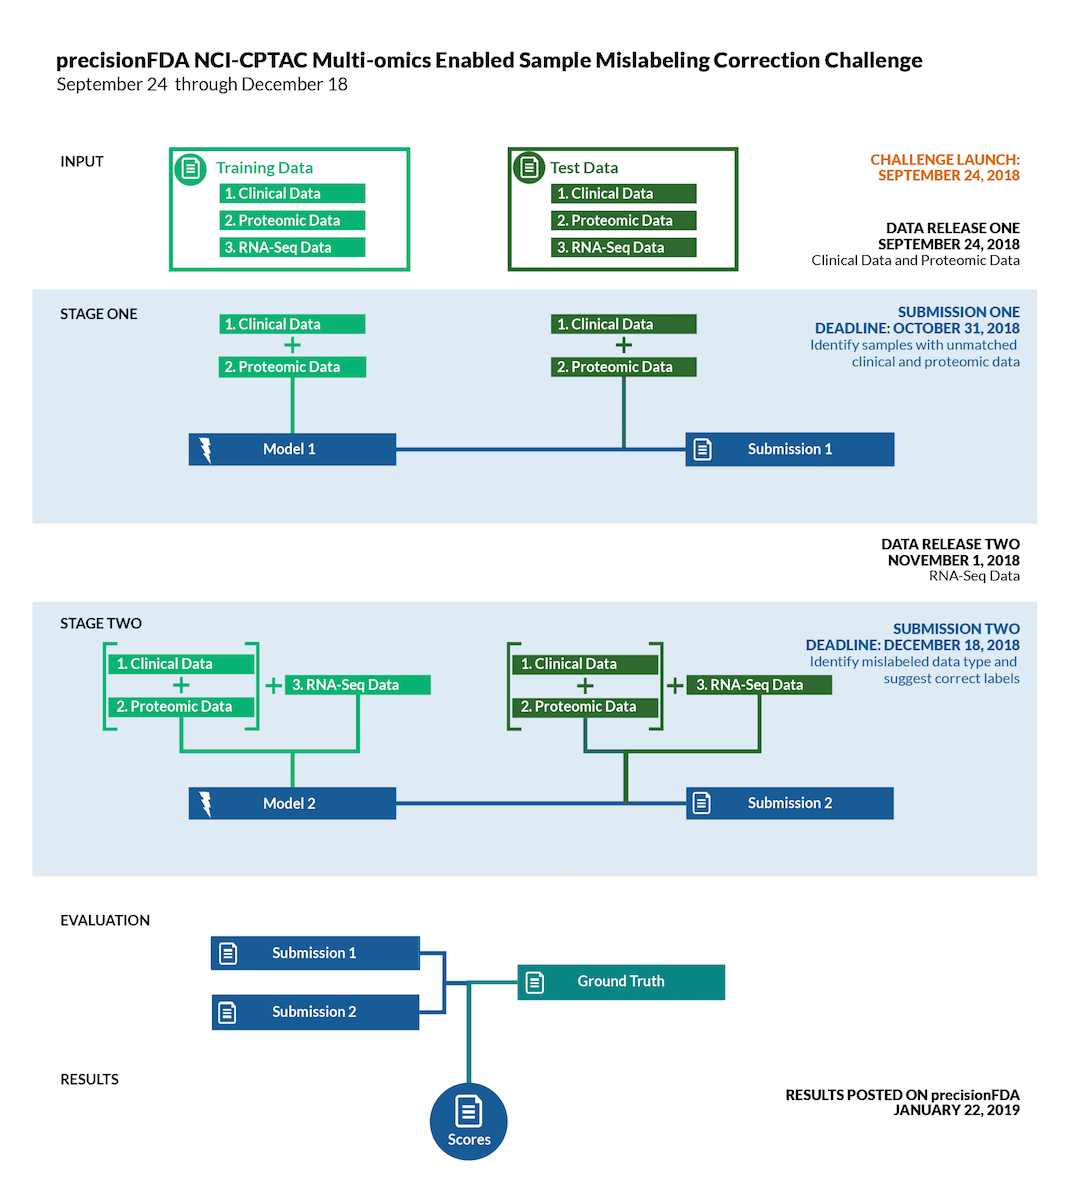 precisionFDA NCI-CPTAC Multi-omics Enabled Sample Mislabeling Correction Challenge
September 24 through December 18
INPUT
Training Data
1. Clinical Data
2. Proteomic Data
3. RNA-Seq Data
Test Data
1. Clinical Data
2. Proteomic Data
3. RNA-Seq Data
CHALLENGE LAUNCH:
SEPTEMBER 24, 2018
DATA RELEASE ONE
SEPTEMBER 24, 2018
Clinical Data and Proteomic Data
STAGE ONE
1. Clinical Data
+
2. Proteomic Data
1. Clinical Data
+
2. Proteomic Data
SUBMISSION ONE
DEADLINE: OCTOBER 31, 2018
Identify samples with unmatched
clinical and proteomic data
Model 1
Submission 1
DATA RELEASE TWO
NOVEMBER 1, 2018
RNA-Seq Data
STAGE TWO
1. Clinical Data
+
2. Proteomic Data
+ 3. RNA-Seq Data
1. Clinical Data
+
2. Proteomic Data
+ 3. RNA-Seq Data
SUBMISSION TWO
DEADLINE: DECEMBER 18, 2018
Identify mislabeled data type and
suggest correct labels
Model 2
Submission 2
EVALUATION
Submission 1
Submission 2
Ground Truth
RESULTS
Scores
RESULTS POSTED ON precisionFDA
JANUARY 22, 2019